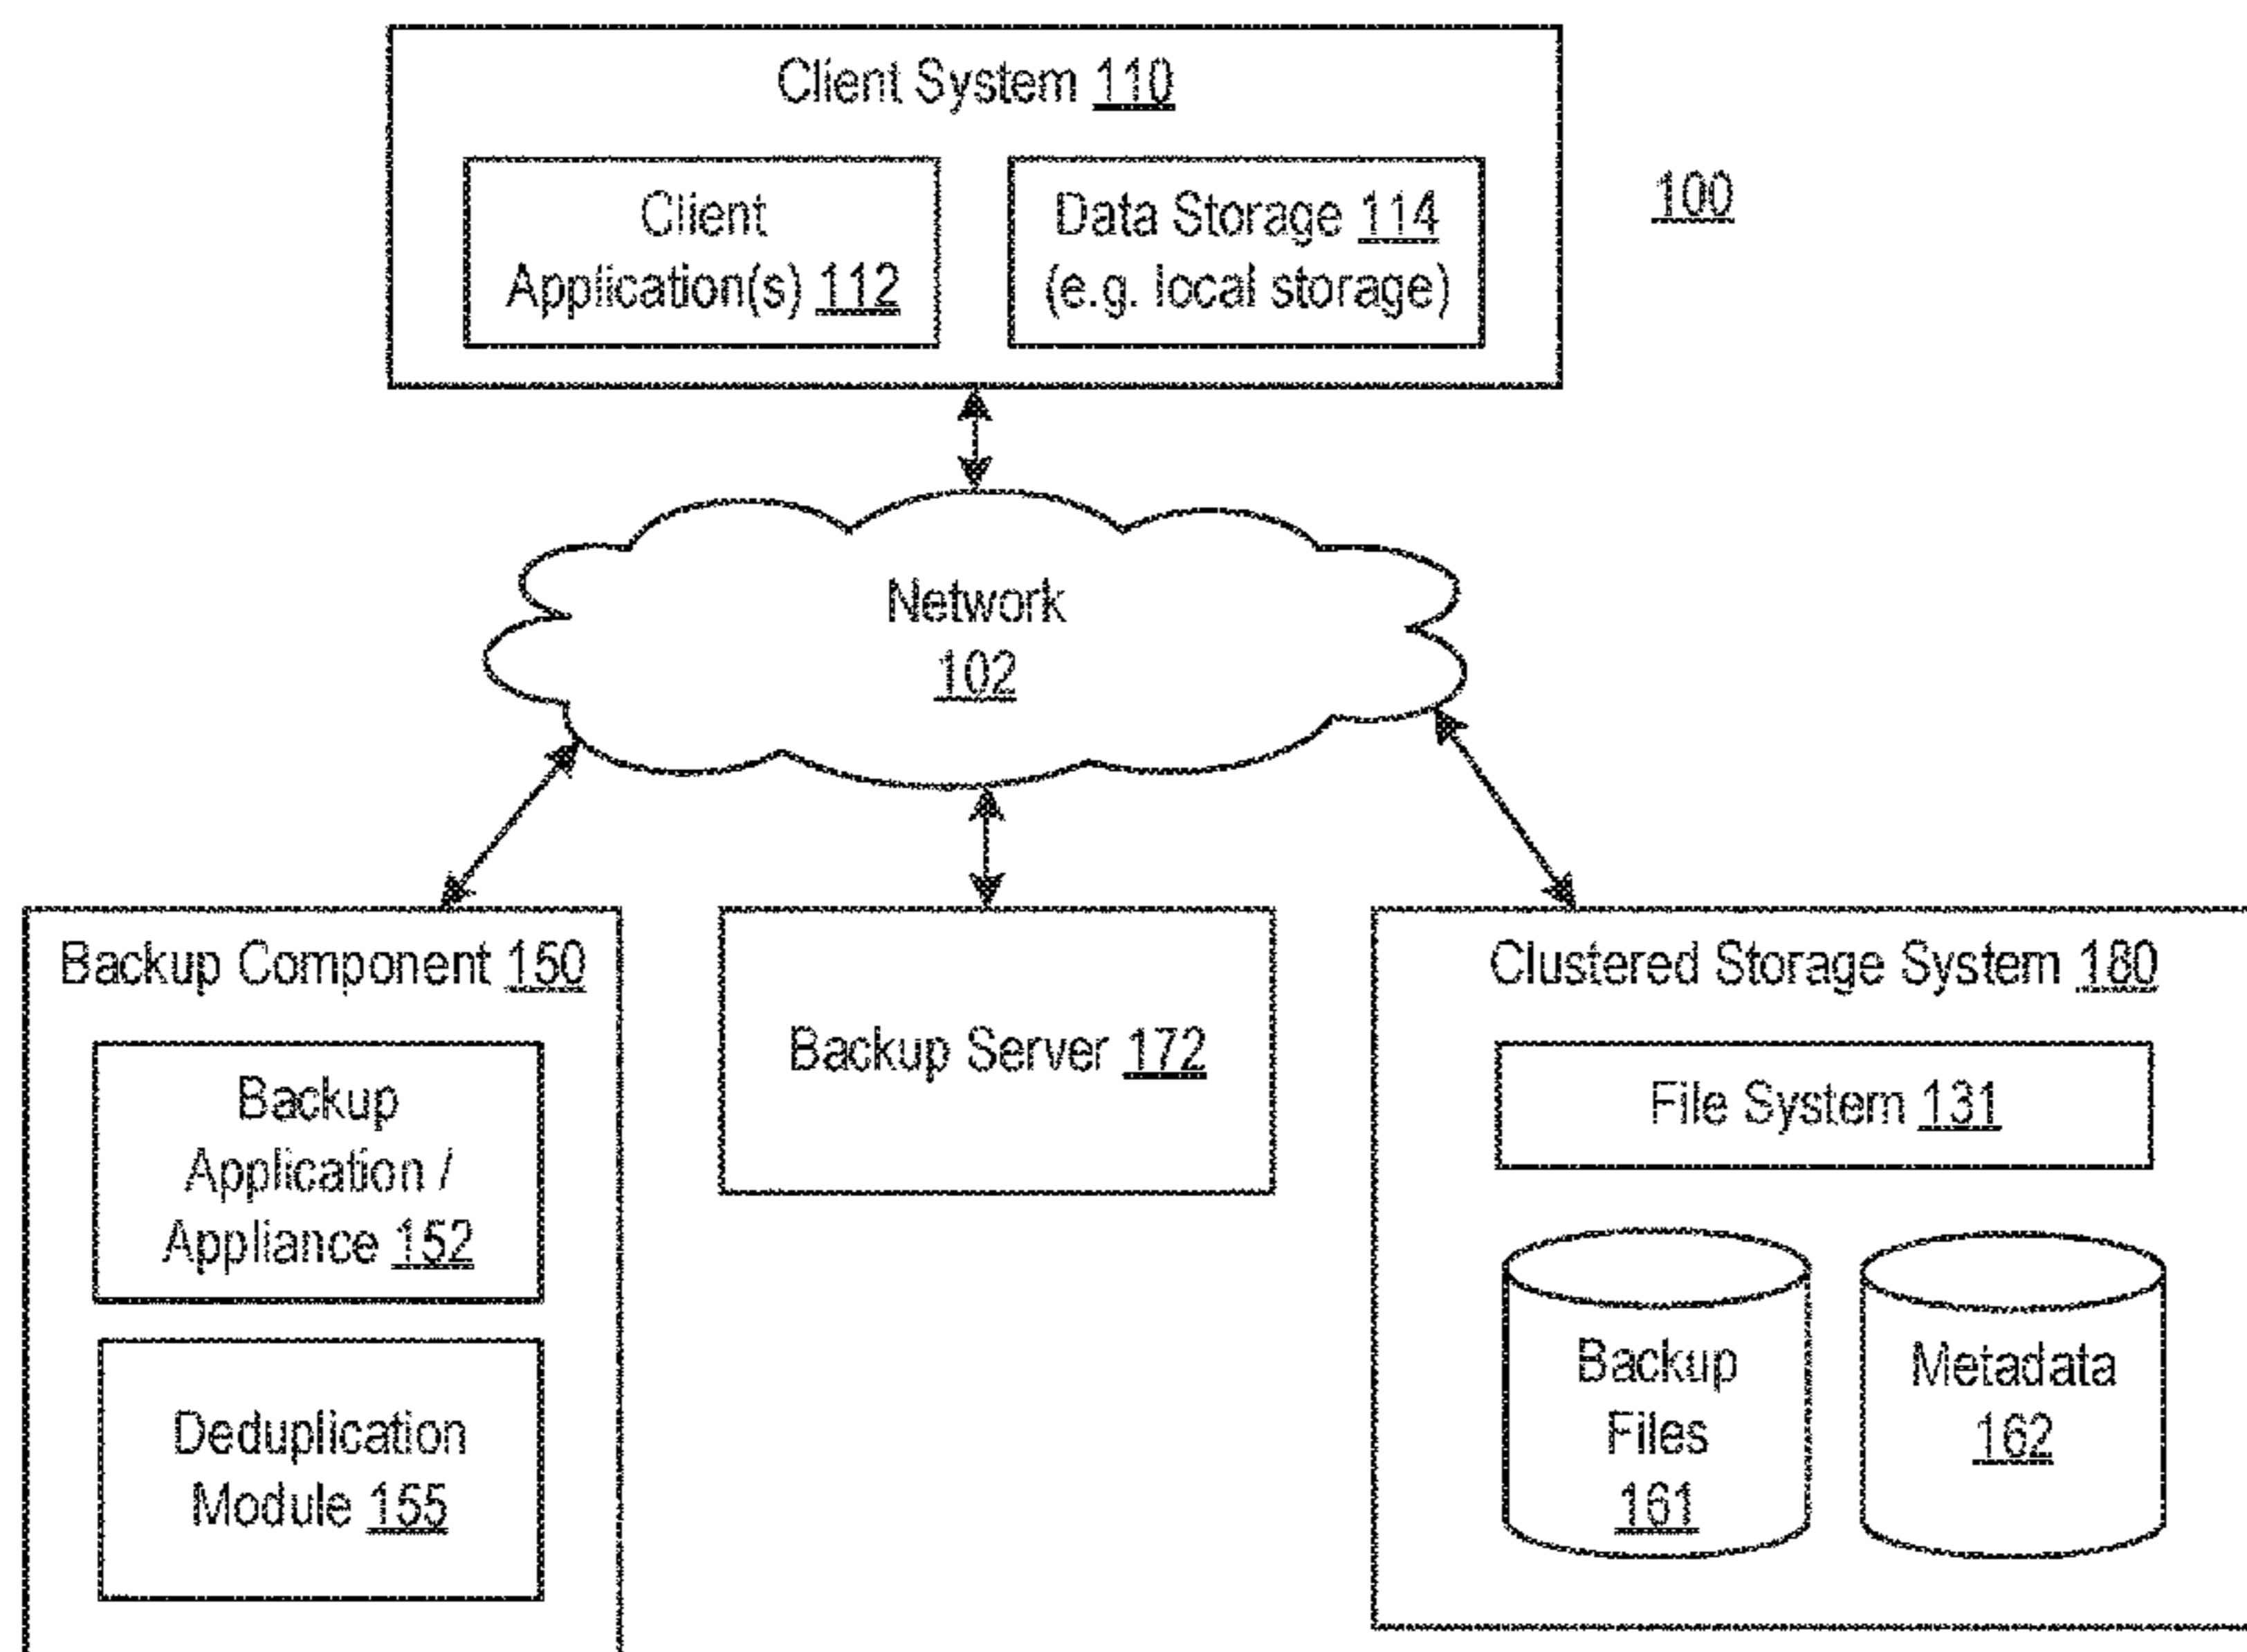 Client System 110
Client
Application(s) 112
Data Storage 114
(e.g. local storage)
100
Network
102
Backup Component 150
Backup
Application /
Appliance 152
Deduplication
Module 155
Backup Server 172
Clustered Storage System 180
File System 131
Backup
Files
161
Metadata
162